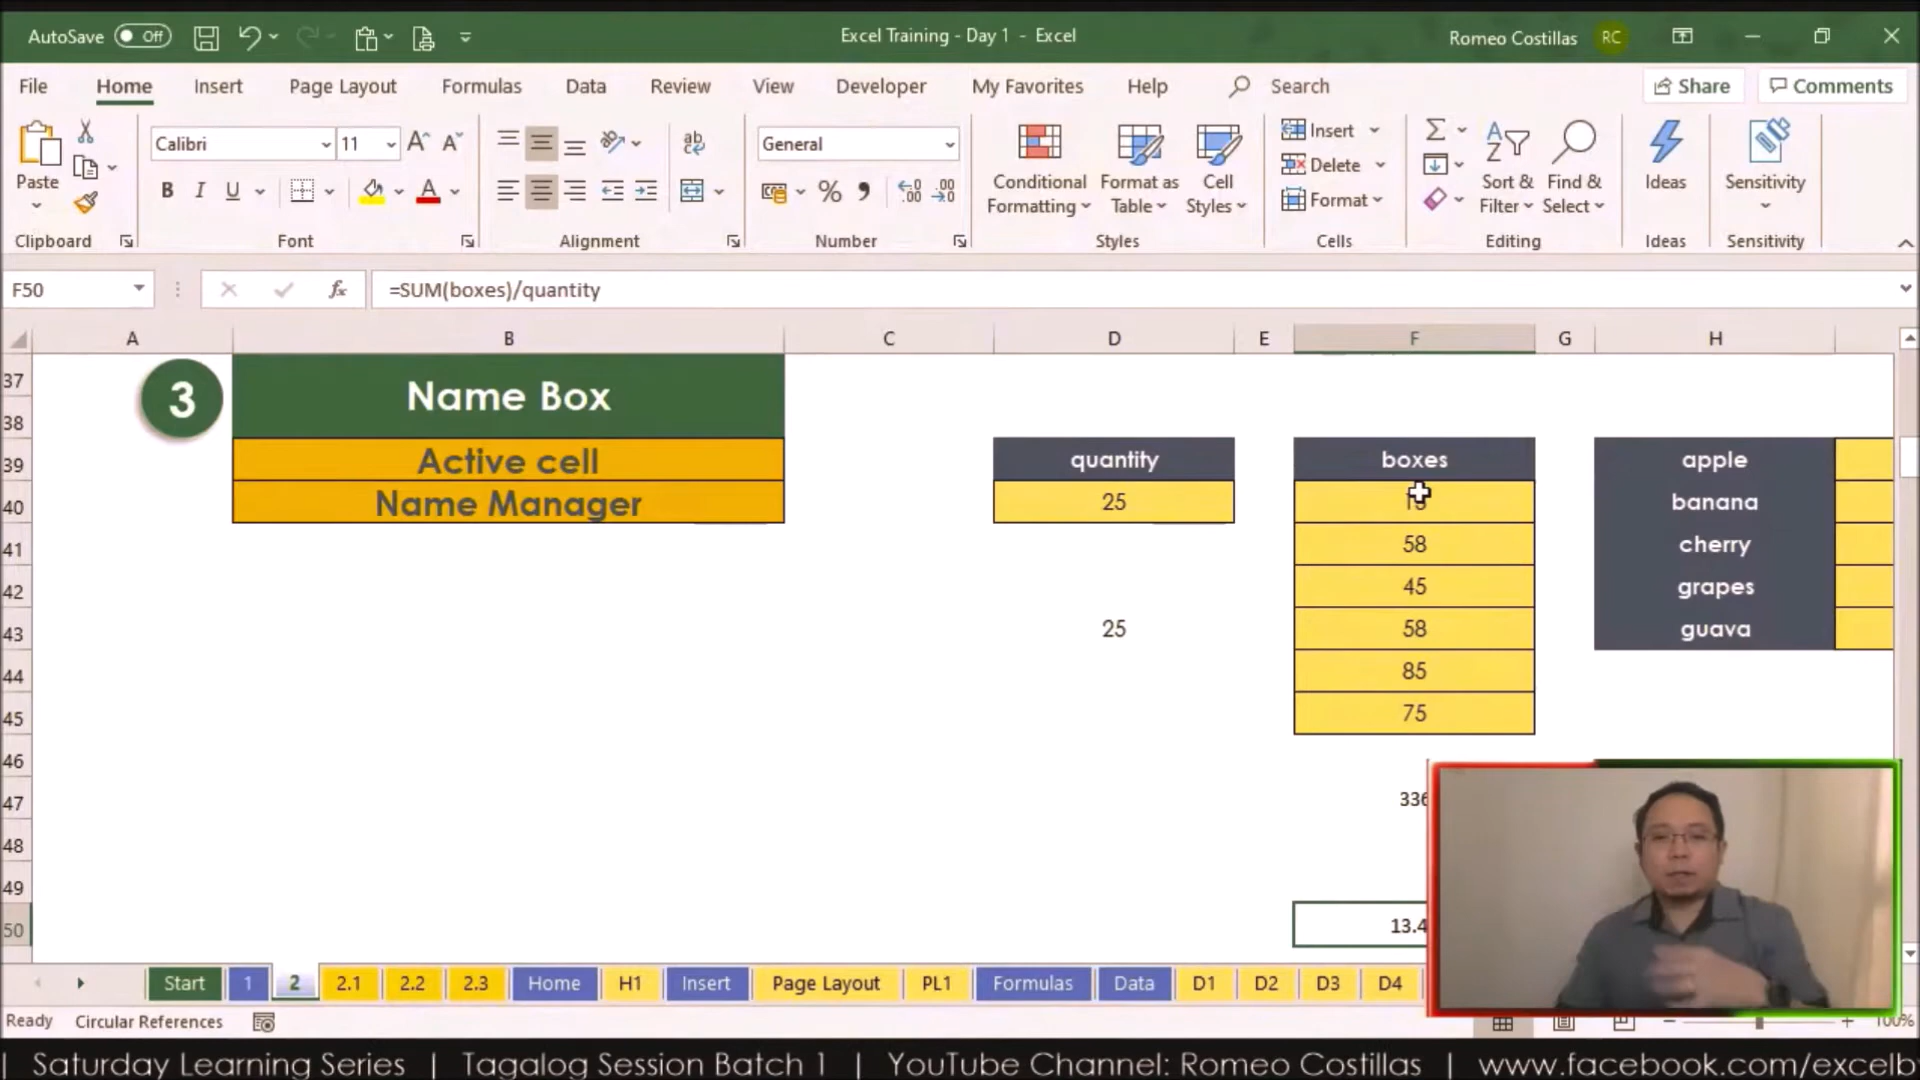 AutoSave Off
Excel Training - Day 1 - Excel
Romeo Costillas RC
File Home Insert Page Layout Formulas Data Review View Developer My Favorites Help Search Share Comments
Paste
Calibri 11
B I U A
ab
General
% 9
.00
Conditional Formatting
Format as Table
Cell Styles
Insert
Delete
Format
Σ
Sort & Filter
Find & Select
Ideas
Sensitivity
Clipboard Font Alignment Number Styles Cells Editing Ideas Sensitivity
F50 fx =SUM(boxes)/quantity
A B C D E F G H
37
38
39
40
41
42
43
44
45
46
47
48
49
50
3
Name Box
Active cell
Name Manager
quantity
25
25
boxes
58
45
58
85
75
336
13.4
apple
banana
cherry
grapes
guava
Start 1 2 2.1 2.2 2.3 Home H1 Insert Page Layout PL1 Formulas Data D1 D2 D3 D4
Ready Circular References
100%
| Saturday Learning Series | Tagalog Session Batch 1 | YouTube Channel: Romeo Costillas | www.facebook.com/excelby